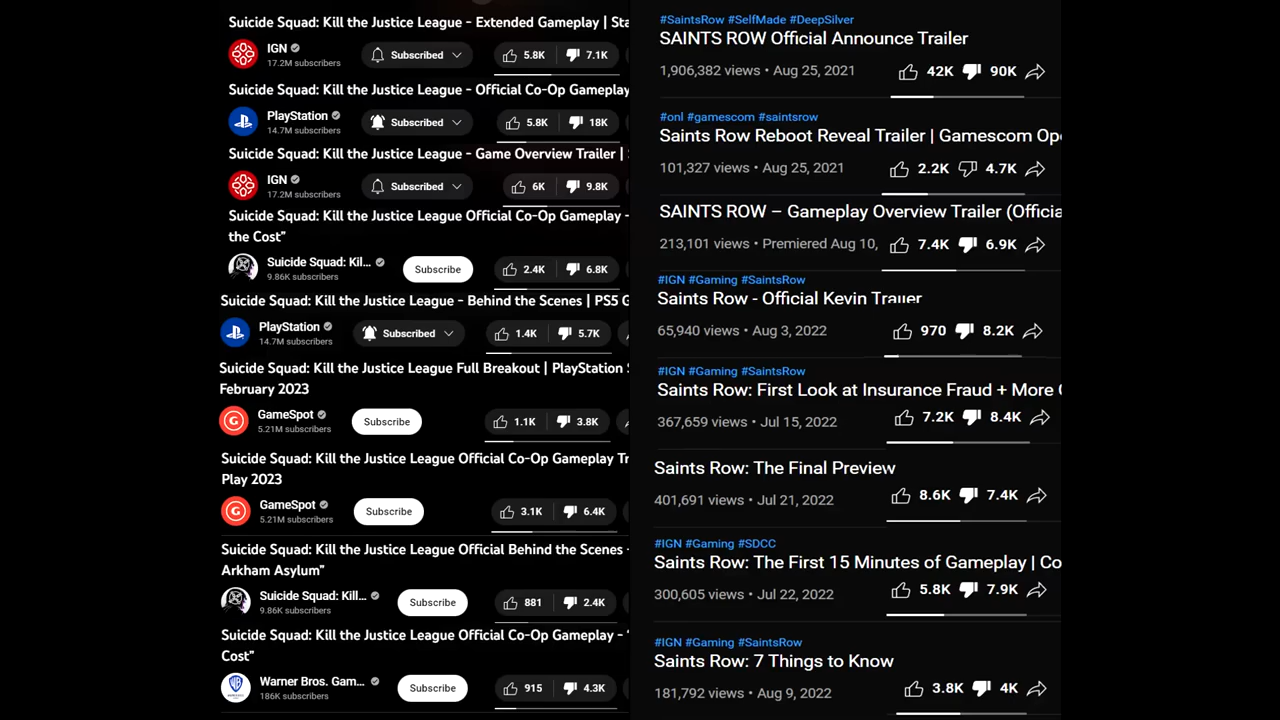 Suicide Squad: Kill the Justice League - Extended Gameplay | Sta
IGN
17.2M subscribers
Subscribed
5.8K
7.1K
Suicide Squad: Kill the Justice League - Official Co-Op Gameplay
PlayStation
14.7M subscribers
Subscribed
5.8K
18K
Suicide Squad: Kill the Justice League - Game Overview Trailer |
IGN
17.2M subscribers
Subscribed
6K
9.8K
Suicide Squad: Kill the Justice League Official Co-Op Gameplay -
the Cost”
Suicide Squad: Kil...
9.86K subscribers
Subscribe
2.4K
6.8K
Suicide Squad: Kill the Justice League - Behind the Scenes | PS5 G
PlayStation
14.7M subscribers
Subscribed
1.4K
5.7K
Suicide Squad: Kill the Justice League Full Breakout | PlayStation S
February 2023
GameSpot
5.21M subscribers
Subscribe
1.1K
3.8K
Suicide Squad: Kill the Justice League Official Co-Op Gameplay Tr
Play 2023
GameSpot
5.21M subscribers
Subscribe
3.1K
6.4K
Suicide Squad: Kill the Justice League Official Behind the Scenes -
Arkham Asylum”
Suicide Squad: Kill...
9.86K subscribers
Subscribe
881
2.4K
Suicide Squad: Kill the Justice League Official Co-Op Gameplay - “
Cost”
Warner Bros. Gam...
186K subscribers
Subscribe
915
4.3K
#SaintsRow #SelfMade #DeepSilver
SAINTS ROW Official Announce Trailer
1,906,382 views • Aug 25, 2021
42K
90K
#onl #gamescom #saintsrow
Saints Row Reboot Reveal Trailer | Gamescom Ope
101,327 views • Aug 25, 2021
2.2K
4.7K
SAINTS ROW – Gameplay Overview Trailer (Officia
213,101 views • Premiered Aug 10,
7.4K
6.9K
#IGN #Gaming #SaintsRow
Saints Row - Official Kevin Trailer
65,940 views • Aug 3, 2022
970
8.2K
#IGN #Gaming #SaintsRow
Saints Row: First Look at Insurance Fraud + More G
367,659 views • Jul 15, 2022
7.2K
8.4K
Saints Row: The Final Preview
401,691 views • Jul 21, 2022
8.6K
7.4K
#IGN #Gaming #SDCC
Saints Row: The First 15 Minutes of Gameplay | Co
300,605 views • Jul 22, 2022
5.8K
7.9K
#IGN #Gaming #SaintsRow
Saints Row: 7 Things to Know
181,792 views • Aug 9, 2022
3.8K
4K